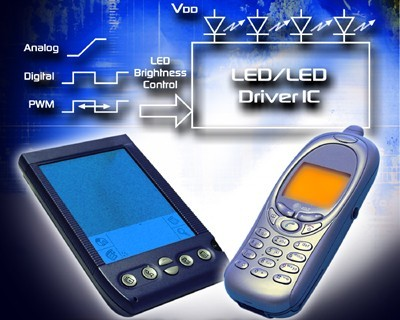 VDD
Analog
Digital
PWM
LED
Brightness
Control
LED/LED
Driver IC